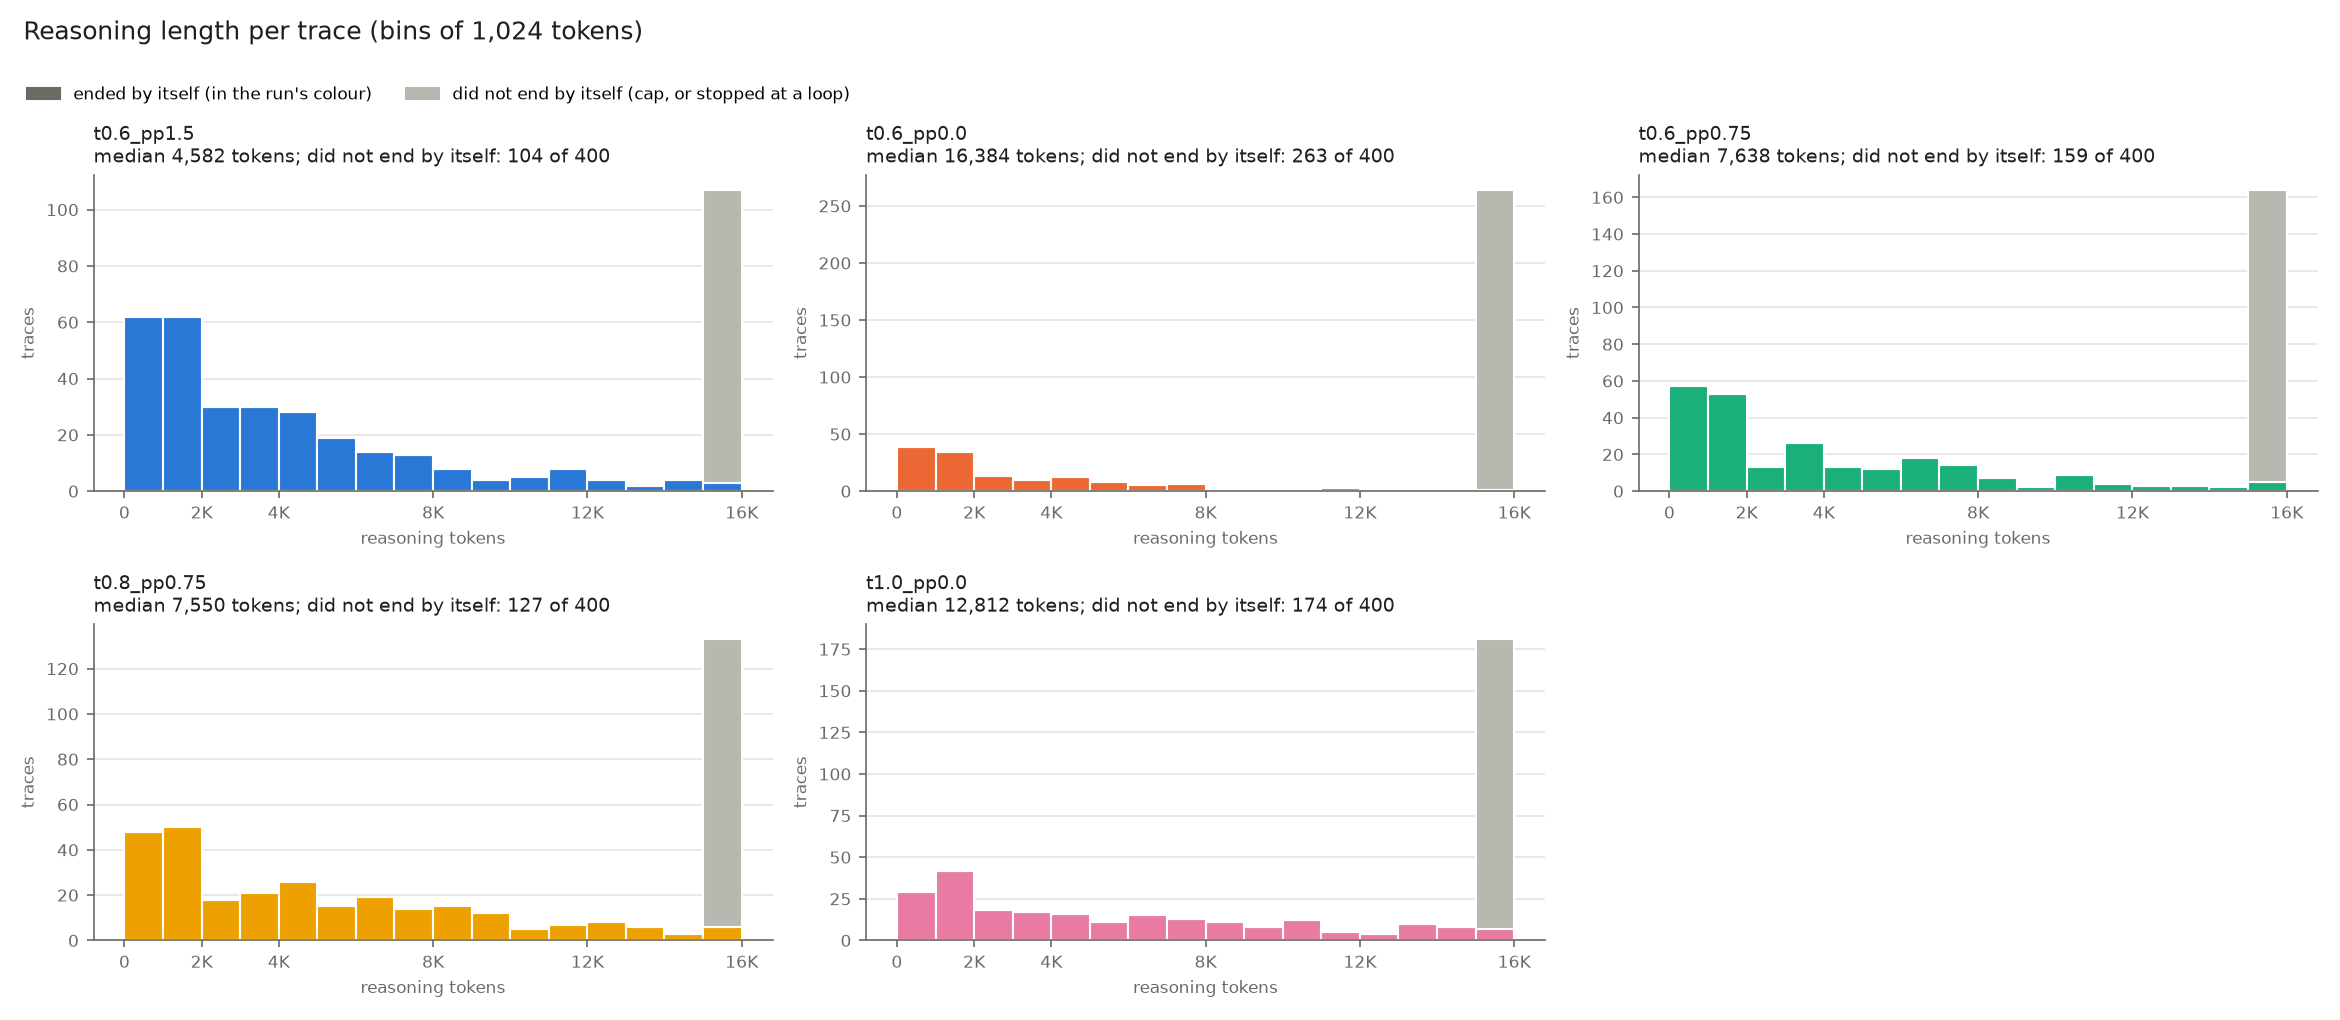 Reasoning length per trace (bins of 1,024 tokens)
ended by itself (in the run's colour)
did not end by itself (cap, or stopped at a loop)
t0.6_pp1.5
median 4,582 tokens; did not end by itself: 104 of 400
traces
100
80
60
40
20
0
0 2K 4K 8K 12K 16K
reasoning tokens
t0.6_pp0.0
median 16,384 tokens; did not end by itself: 263 of 400
traces
250
200
150
100
50
0
0 2K 4K 8K 12K 16K
reasoning tokens
t0.6_pp0.75
median 7,638 tokens; did not end by itself: 159 of 400
traces
160
140
120
100
80
60
40
20
0
0 2K 4K 8K 12K 16K
reasoning tokens
t0.8_pp0.75
median 7,550 tokens; did not end by itself: 127 of 400
traces
120
100
80
60
40
20
0
0 2K 4K 8K 12K 16K
reasoning tokens
t1.0_pp0.0
median 12,812 tokens; did not end by itself: 174 of 400
traces
175
150
125
100
75
50
25
0
0 2K 4K 8K 12K 16K
reasoning tokens